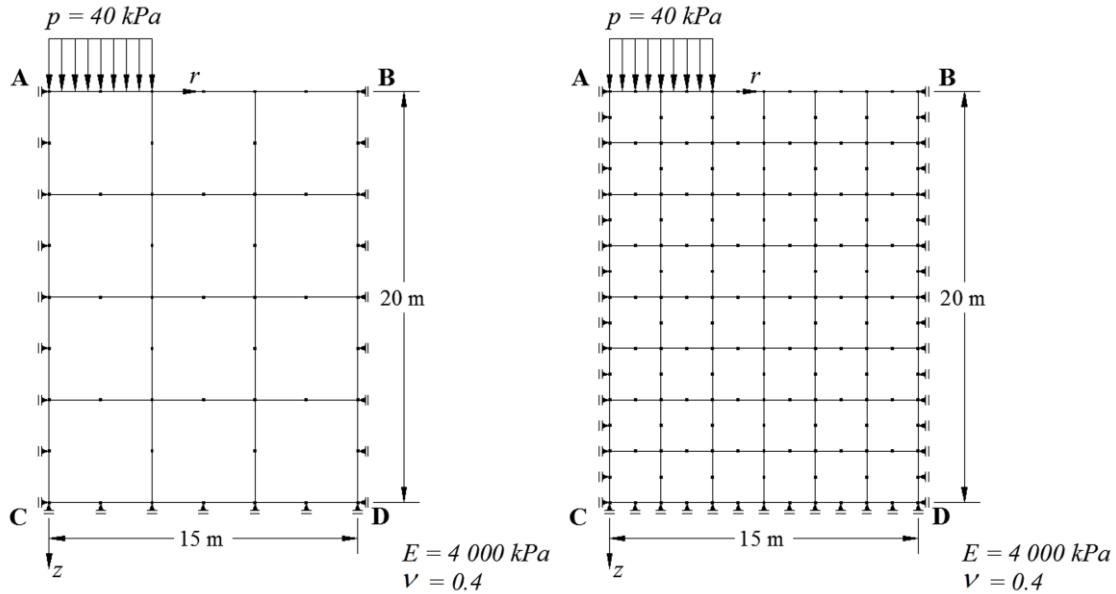 p = 40 kPa
A
r
B
20 m
C
D
15 m
z
E = 4 000 kPa
ν = 0.4
p = 40 kPa
A
r
B
20 m
C
D
15 m
z
E = 4 000 kPa
ν = 0.4